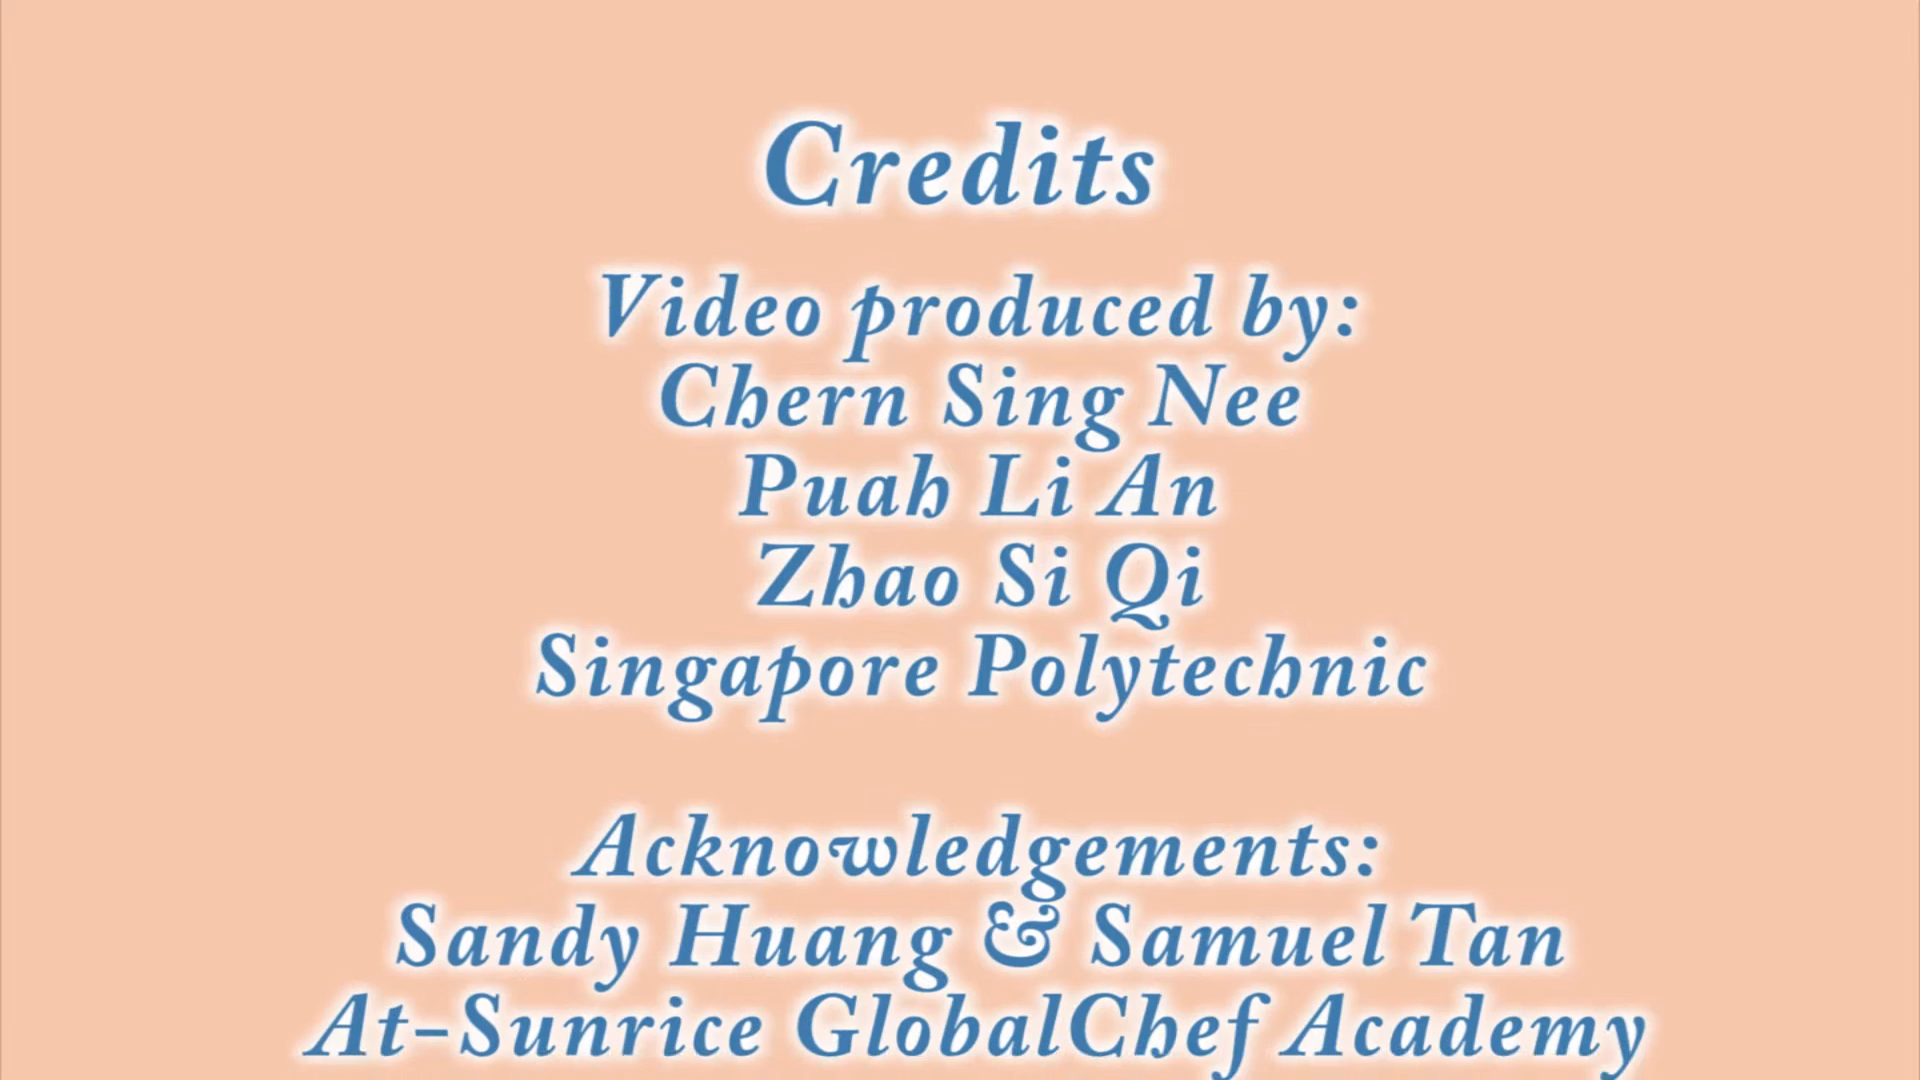 Credits
Video produced by:
Chern Sing Nee
Puah Li An
Zhao Si Qi
Singapore Polytechnic
Acknowledgements:
Sandy Huang & Samuel Tan
At-Sunrice GlobalChef Academy